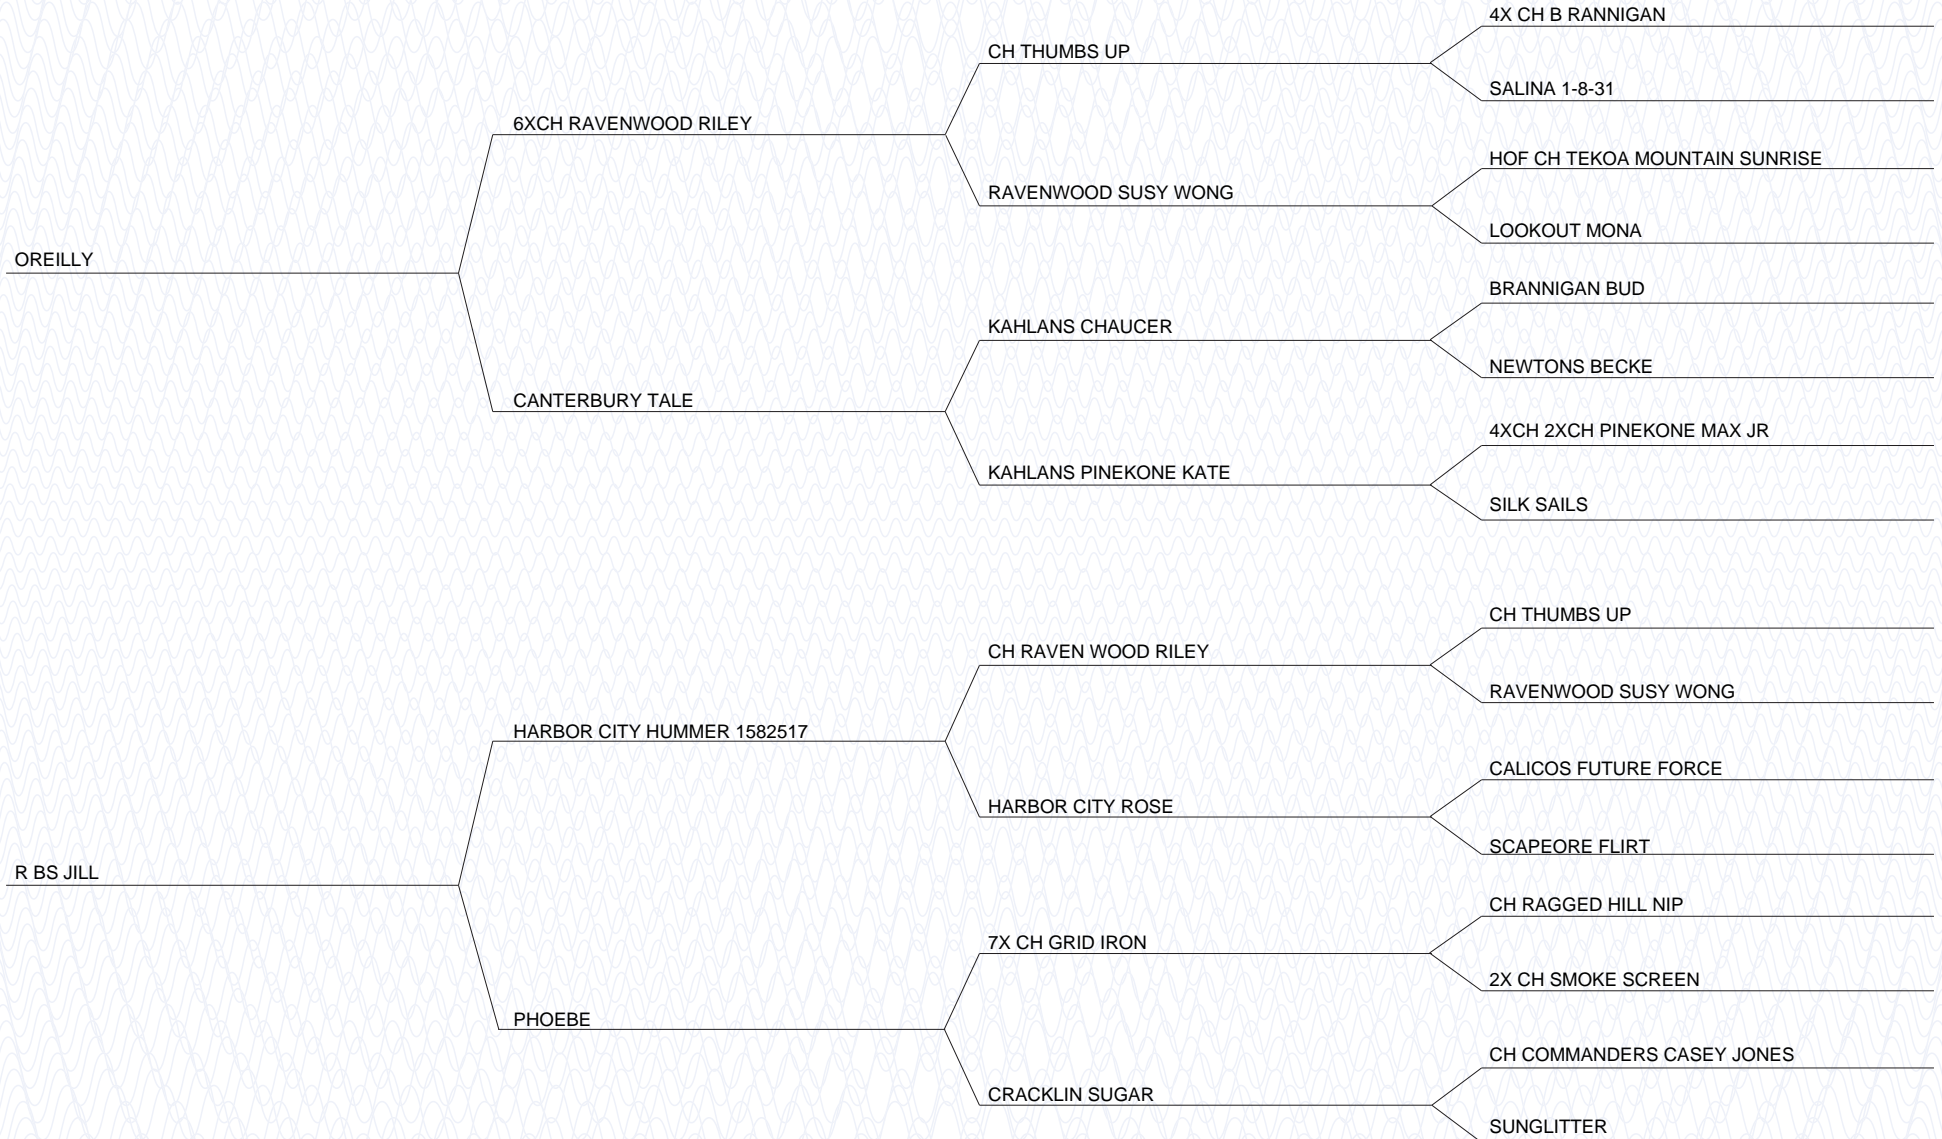 4X CH B RANNIGAN
CH THUMBS UP
SALINA 1-8-31
6XCH RAVENWOOD RILEY
HOF CH TEKOA MOUNTAIN SUNRISE
RAVENWOOD SUSY WONG
LOOKOUT MONA
OREILLY
BRANNIGAN BUD
KAHLANS CHAUCER
NEWTONS BECKE
CANTERBURY TALE
4XCH 2XCH PINEKONE MAX JR
KAHLANS PINEKONE KATE
SILK SAILS
CH THUMBS UP
CH RAVEN WOOD RILEY
RAVENWOOD SUSY WONG
HARBOR CITY HUMMER 1582517
CALICOS FUTURE FORCE
HARBOR CITY ROSE
SCAPEORE FLIRT
R BS JILL
CH RAGGED HILL NIP
7X CH GRID IRON
2X CH SMOKE SCREEN
PHOEBE
CH COMMANDERS CASEY JONES
CRACKLIN SUGAR
SUNGLITTER